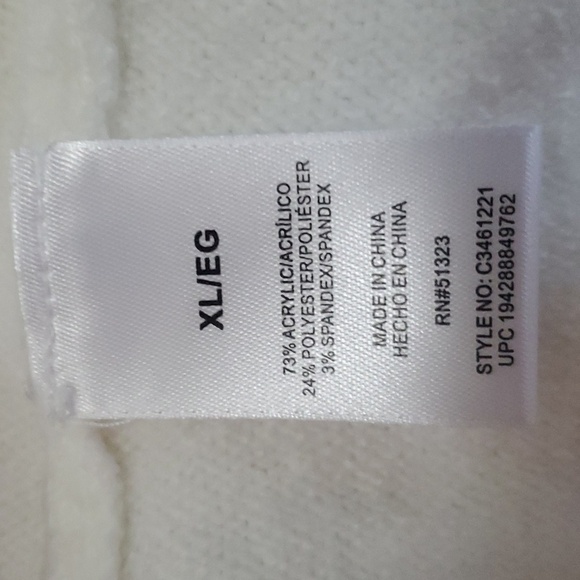 XL/EG
73% ACRYLIC/ACRÍLICO
24% POLYESTER/POLIÉSTER
3% SPANDEX/SPANDEX
MADE IN CHINA
HECHO EN CHINA
RN#51323
STYLE NO: C3461221
UPC 194288849762